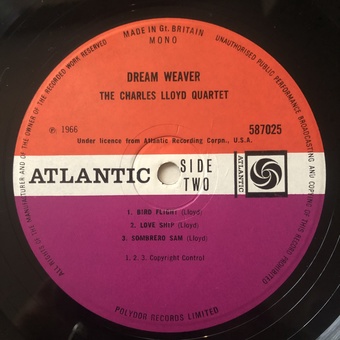 MADE IN Gt. BRITAIN
MONO
DREAM WEAVER
THE CHARLES LLOYD QUARTET
℗ 1966
587025
Under licence from Atlantic Recording Corpn., U.S.A.
ATLANTIC
SIDE
TWO
ATLANTIC
1. BIRD FLIGHT (Lloyd)
2. LOVE SHIP (Lloyd)
3. SOMBRERO SAM (Lloyd)
1, 2, 3. Copyright Control
POLYDOR RECORDS LIMITED
ALL RIGHTS OF THE MANUFACTURER AND OF THE OWNER OF THE RECORDED WORK RESERVED
UNAUTHORISED PUBLIC PERFORMANCE BROADCASTING AND COPYING OF THIS RECORD PROHIBITED